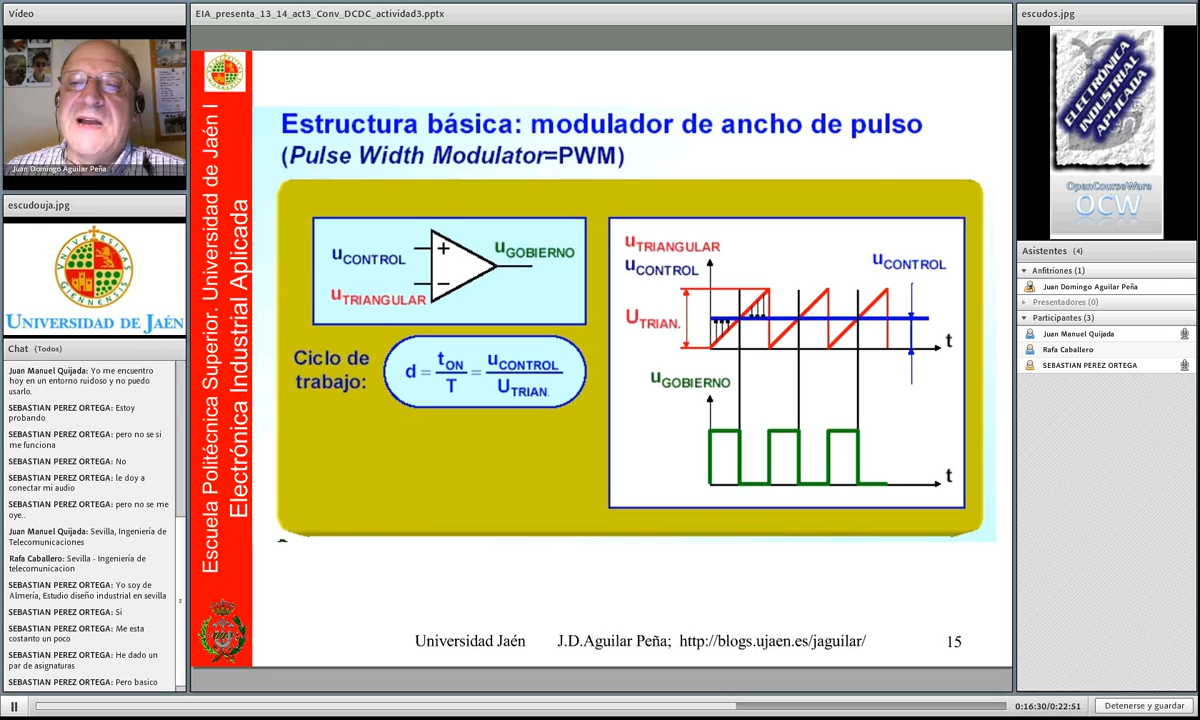 Vídeo
Juan Domingo Aguilar Peña
escudouja.jpg
UNIVERSITAS
GIENNENSIS
UNIVERSIDAD DE JAÉN
Chat (Todos)
Juan Manuel Quijada: Yo me encuentro
hoy en un entorno ruidoso y no puedo
usarlo.
SEBASTIAN PEREZ ORTEGA: Estoy
probando
SEBASTIAN PEREZ ORTEGA: pero no se si
me funciona
SEBASTIAN PEREZ ORTEGA: No
SEBASTIAN PEREZ ORTEGA: le doy a
conectar mi audio
SEBASTIAN PEREZ ORTEGA: pero no se me
oye..
Juan Manuel Quijada: Sevilla, Ingeniería de
Telecomunicaciones
Rafa Caballero: Sevilla - Ingeniería de
telecomunicacion
SEBASTIAN PEREZ ORTEGA: Yo soy de
Almería, Estudio diseño industrial en sevilla
SEBASTIAN PEREZ ORTEGA: Si
SEBASTIAN PEREZ ORTEGA: Me esta
costanto un poco
SEBASTIAN PEREZ ORTEGA: He dado un
par de asignaturas
SEBASTIAN PEREZ ORTEGA: Pero basico
EIA_presenta_13_14_act3_Conv_DCDC_actividad3.pptx
Escuela Politécnica Superior. Universidad de Jaén I
Electrónica Industrial Aplicada
Estructura básica: modulador de ancho de pulso
(Pulse Width Modulator=PWM)
uCONTROL
+
uGOBIERNO
uTRIANGULAR
−
Ciclo de
trabajo:
d = tON/T = uCONTROL/UTRIAN.
uTRIANGULAR
uCONTROL
uCONTROL
UTRIAN.
t
uGOBIERNO
t
Universidad Jaén J.D.Aguilar Peña; http://blogs.ujaen.es/jaguilar/
15
escudos.jpg
ELECTRÓNICA
INDUSTRIAL
APLICADA
OpenCourseWare
OCW
Asistentes (4)
Anfitriones (1)
Juan Domingo Aguilar Peña
Presentadores (0)
Participantes (3)
Juan Manuel Quijada
Rafa Caballero
SEBASTIAN PEREZ ORTEGA
0:16:30/0:22:51
Detenerse y guardar